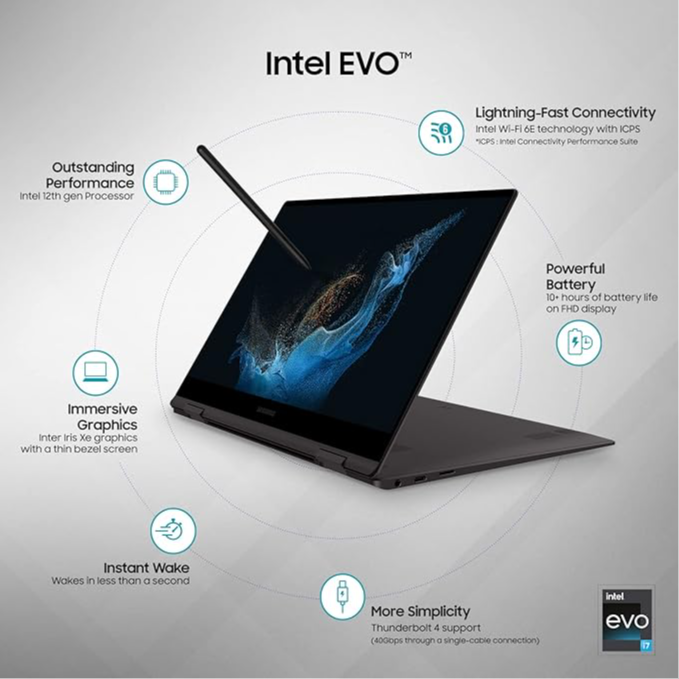 Intel EVO™
Lightning-Fast Connectivity
Intel Wi-Fi 6E technology with ICPS
*ICPS : Intel Connectivity Performance Suite
6
Outstanding
Performance
Intel 12th gen Processor
Powerful
Battery
10+ hours of battery life
on FHD display
Immersive
Graphics
Inter Iris Xe graphics
with a thin bezel screen
SAMSUNG
Instant Wake
Wakes in less than a second
More Simplicity
Thunderbolt 4 support
(40Gbps through a single-cable connection)
intel
evo
i7